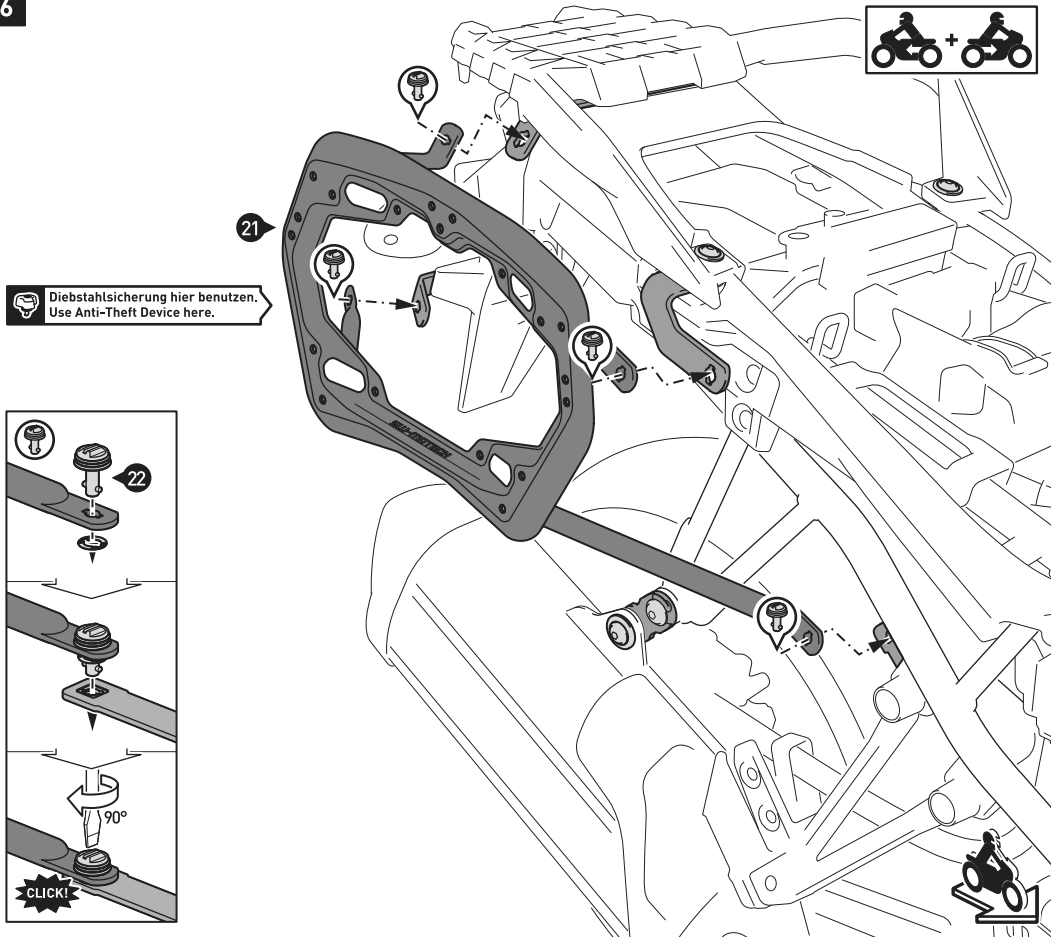 6
+
21
Diebstahlsicherung hier benutzen.
Use Anti-Theft Device here.
SW-MOTECH
22
90°
CLICK!